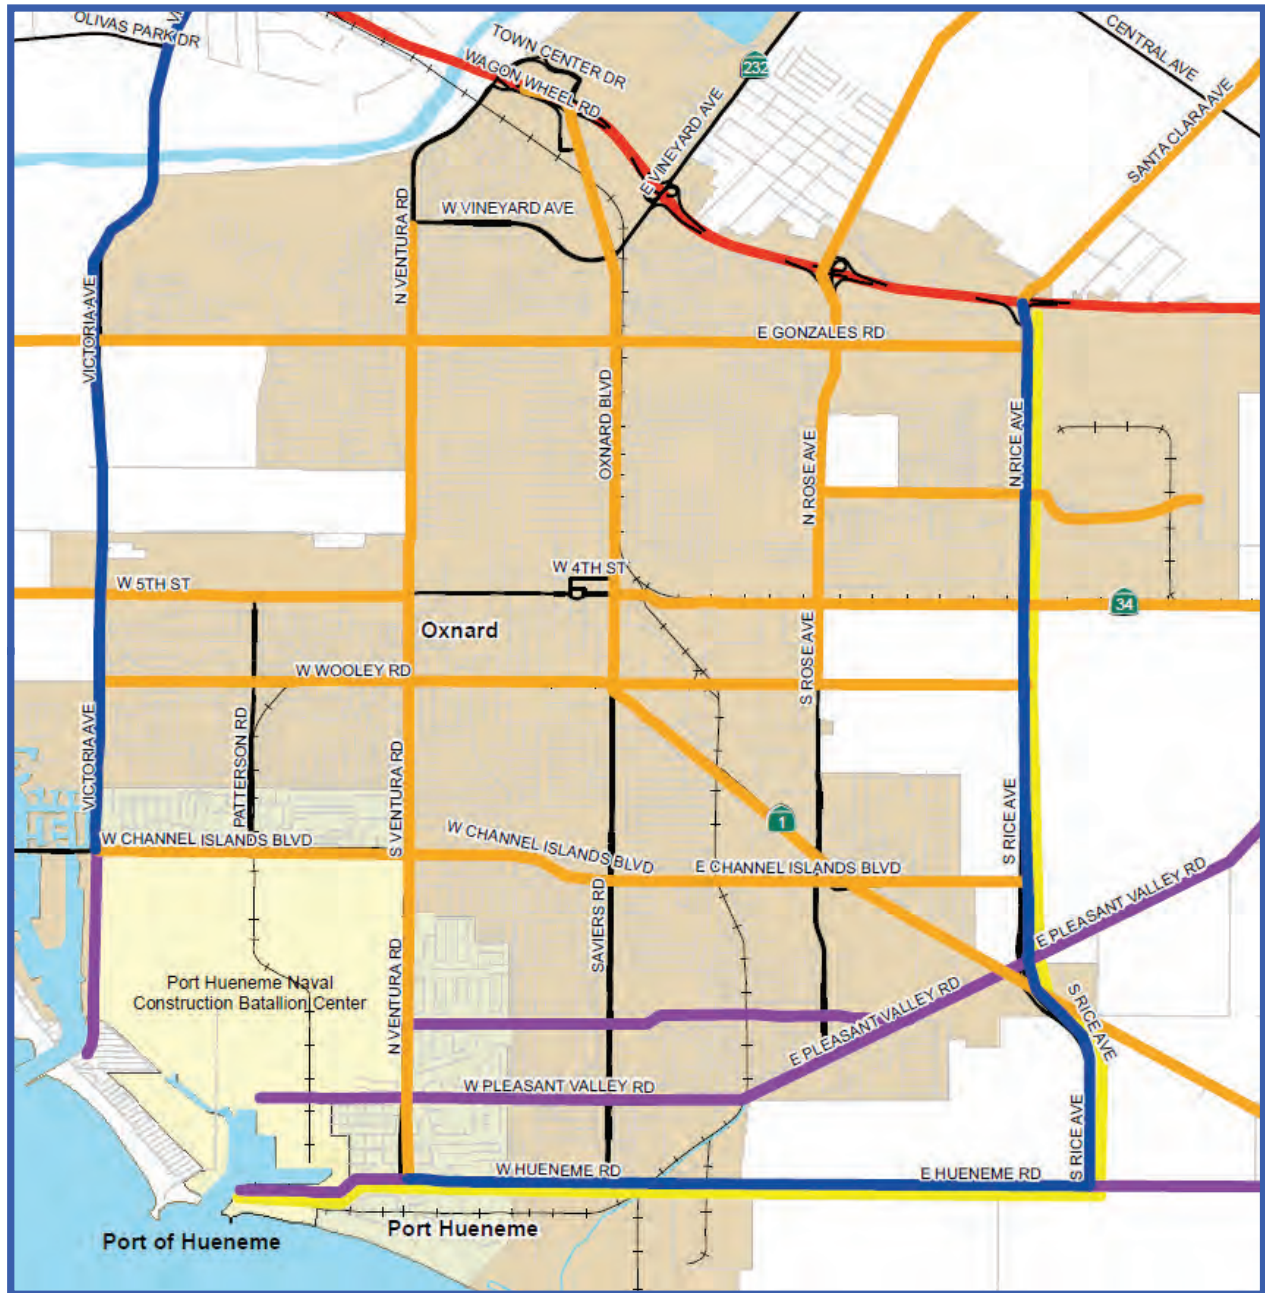 OLIVAS PARK DR
V
TOWN CENTER DR
WAGON WHEEL RD
232
CENTRAL AVE
SANTA CLARA AVE
E VINEYARD AVE
W VINEYARD AVE
N VENTURA RD
VICTORIA AVE
E GONZALES RD
OXNARD BLVD
N ROSE AVE
N RICE AVE
W 5TH ST
W 4TH ST
34
Oxnard
S ROSE AVE
W WOOLEY RD
VICTORIA AVE
PATTERSON RD
S VENTURA RD
1
S RICE AVE
W CHANNEL ISLANDS BLVD
W CHANNEL ISLANDS BLVD
E CHANNEL ISLANDS BLVD
SAVIERS RD
E PLEASANT VALLEY RD
Port Hueneme Naval
Construction Batallion Center
N VENTURA RD
E PLEASANT VALLEY RD
S RICE AVE
W PLEASANT VALLEY RD
S RICE AVE
W HUENEME RD
E HUENEME RD
Port Hueneme
Port of Hueneme